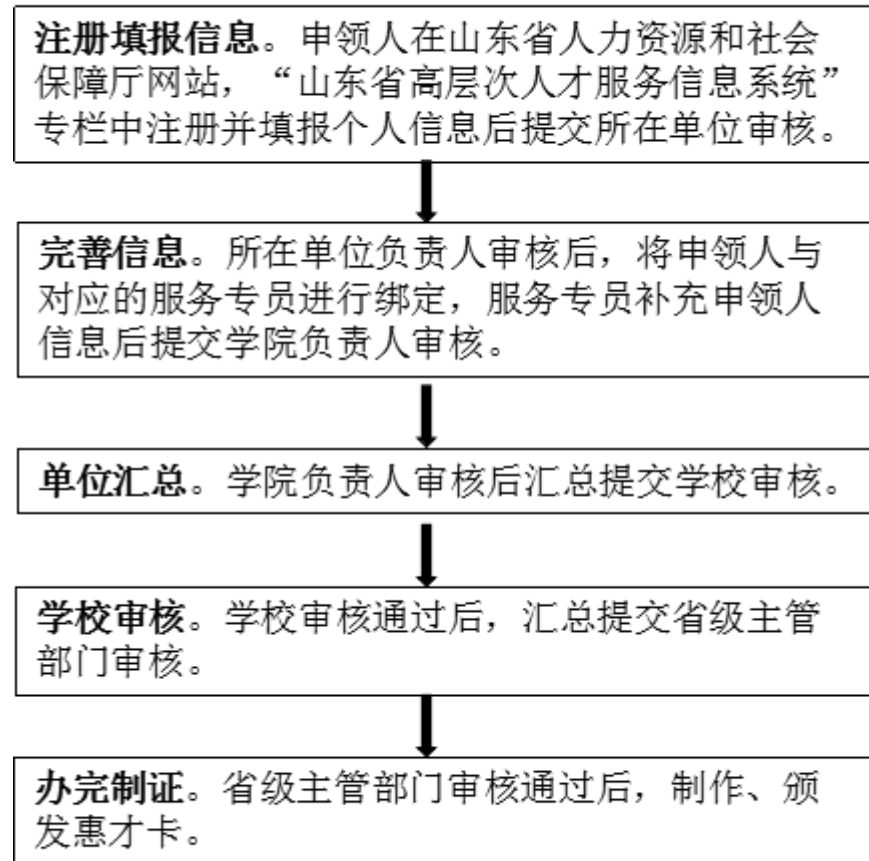 注册填报信息。申领人在山东省人力资源和社会
保障厅网站，“山东省高层次人才服务信息系统”
专栏中注册并填报个人信息后提交所在单位审核。
完善信息。所在单位负责人审核后，将申领人与
对应的服务专员进行绑定，服务专员补充申领人
信息后提交学院负责人审核。
单位汇总。学院负责人审核后汇总提交学校审核。
学校审核。学校审核通过后，汇总提交省级主管
部门审核。
办完制证。省级主管部门审核通过后，制作、颁
发惠才卡。